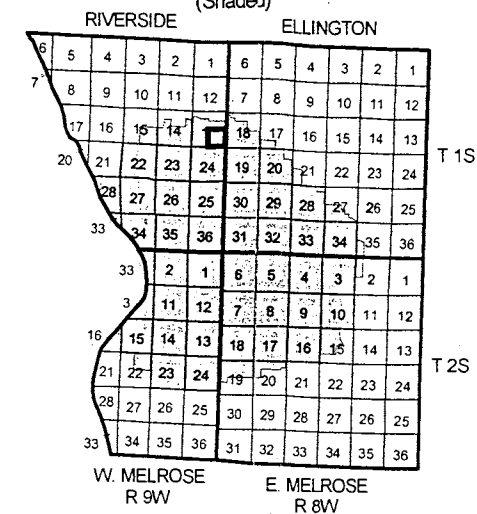 (Shaded)
RIVERSIDE ELLINGTON
6 5 4 3 2 1 6 5 4 3 2 1
7 8 9 10 11 12 7 8 9 10 11 12
17 16 15 14 18 17 16 15 14 13
T 1S
20 21 22 23 24 19 20 21 22 23 24
28 27 26 25 30 29 28 27 26 25
33 34 35 36 31 32 33 34 35 36
33 2 1 6 5 4 3 2 1
3 11 12 7 8 9 10 11 12
16 15 14 13 18 17 16 15 14 13
T 2S
21 22 23 24 19 20 21 22 23 24
28 27 26 25 30 29 28 27 26 25
33 34 35 36 31 32 33 34 35 36
W. MELROSE E. MELROSE
R 9W R 8W